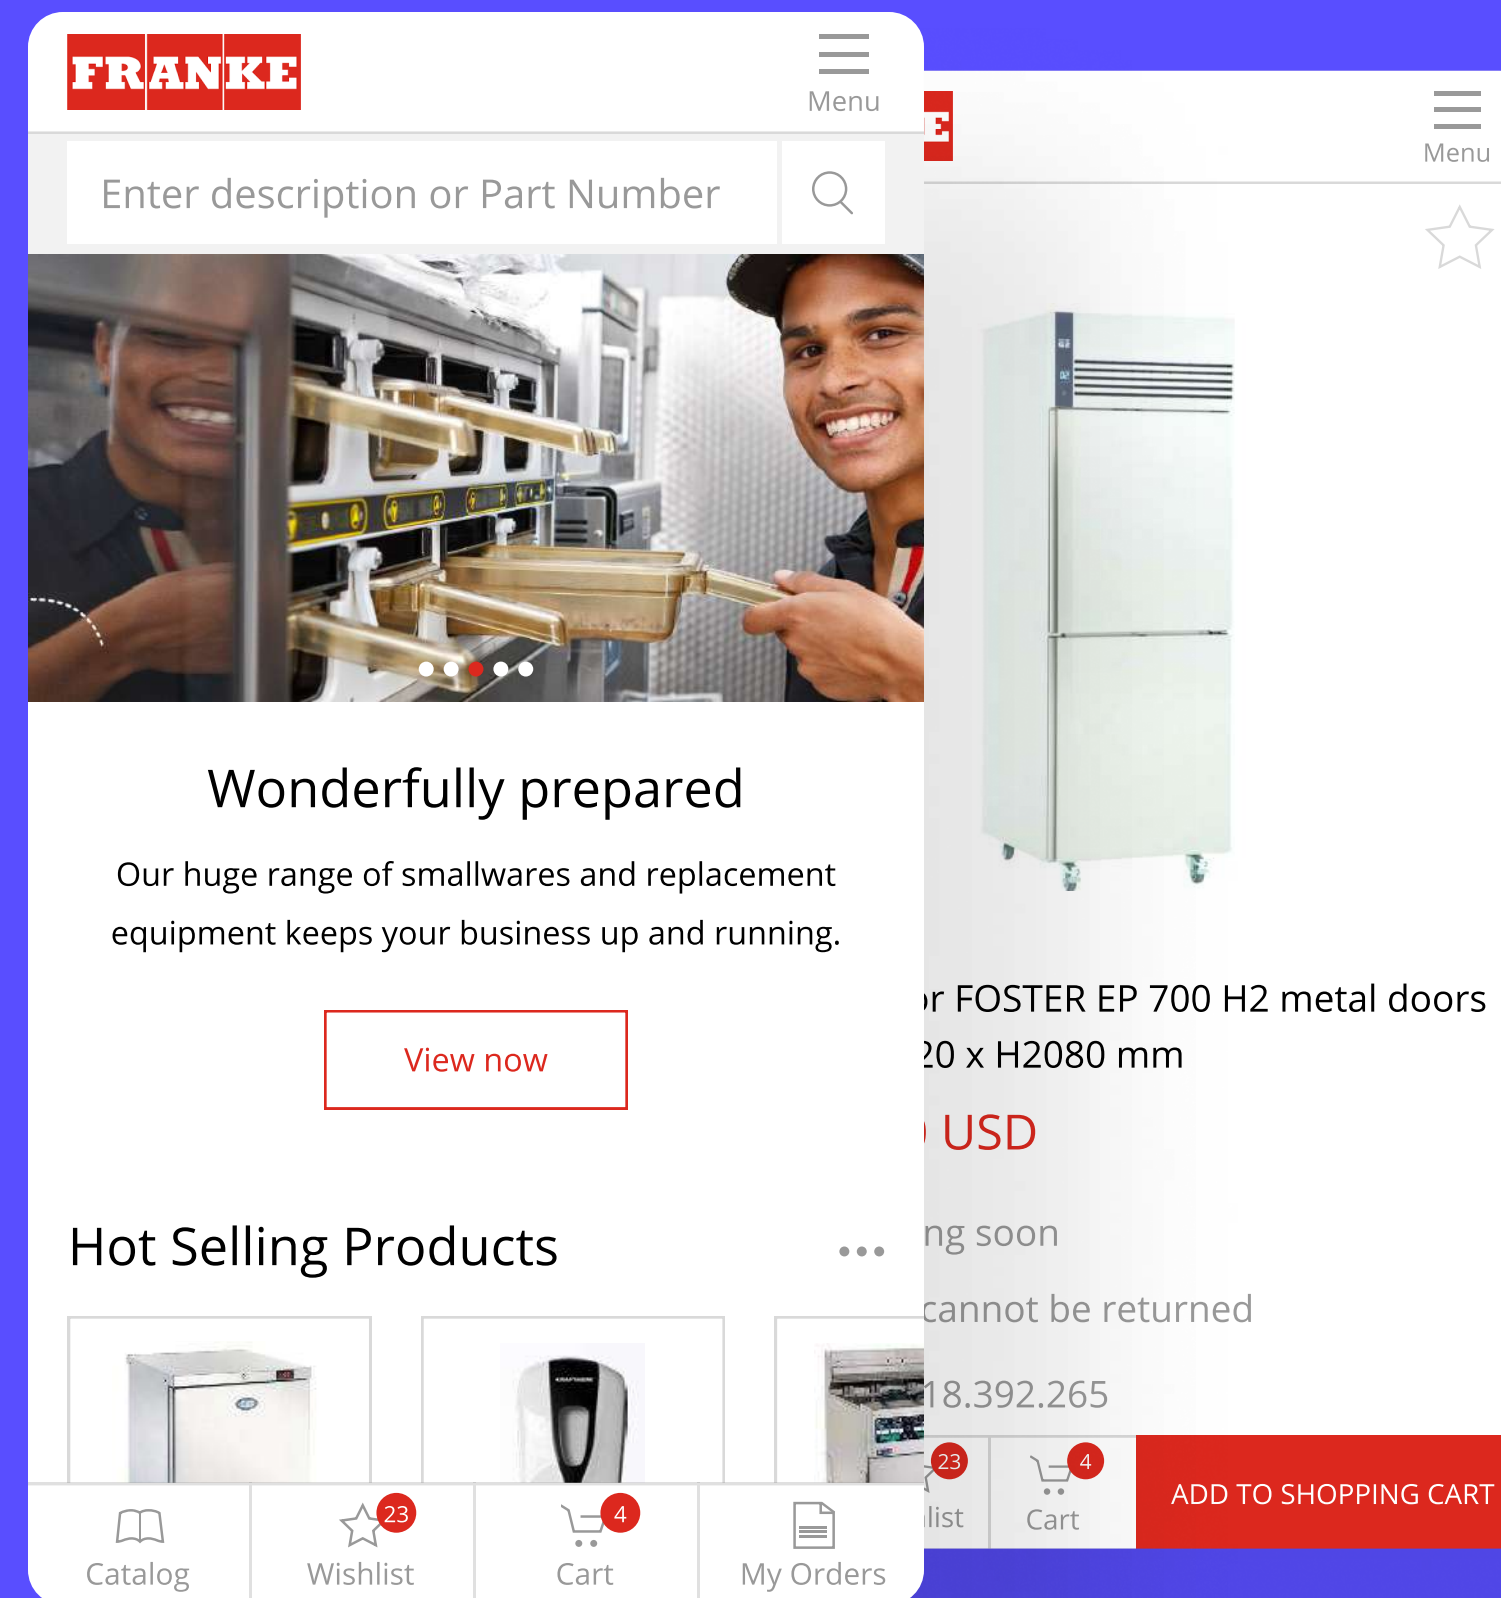 FRANKE
Menu
Enter description or Part Number
Wonderfully prepared
Our huge range of smallwares and replacement
equipment keeps your business up and running.
View now
Hot Selling Products
KRAFTWERK
Catalog
23
Wishlist
4
Cart
My Orders
E
Menu
or FOSTER EP 700 H2 metal doors
20 x H2080 mm
USD
ng soon
cannot be returned
18.392.265
23
list
4
Cart
ADD TO SHOPPING CART